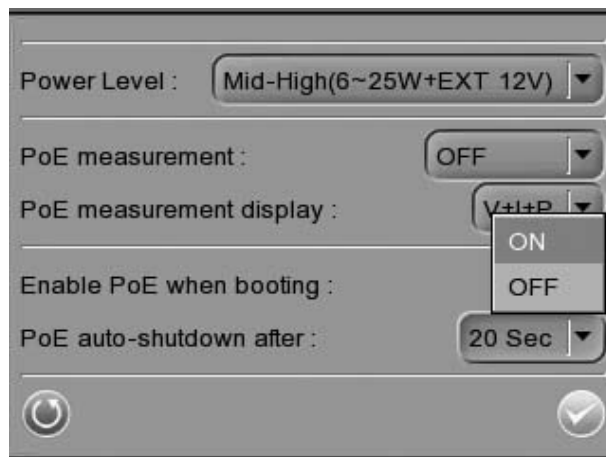 Power Level : Mid-High(6~25W+EXT 12V)
PoE measurement : OFF
PoE measurement display : V+I+P
ON
Enable PoE when booting : OFF
PoE auto-shutdown after : 20 Sec